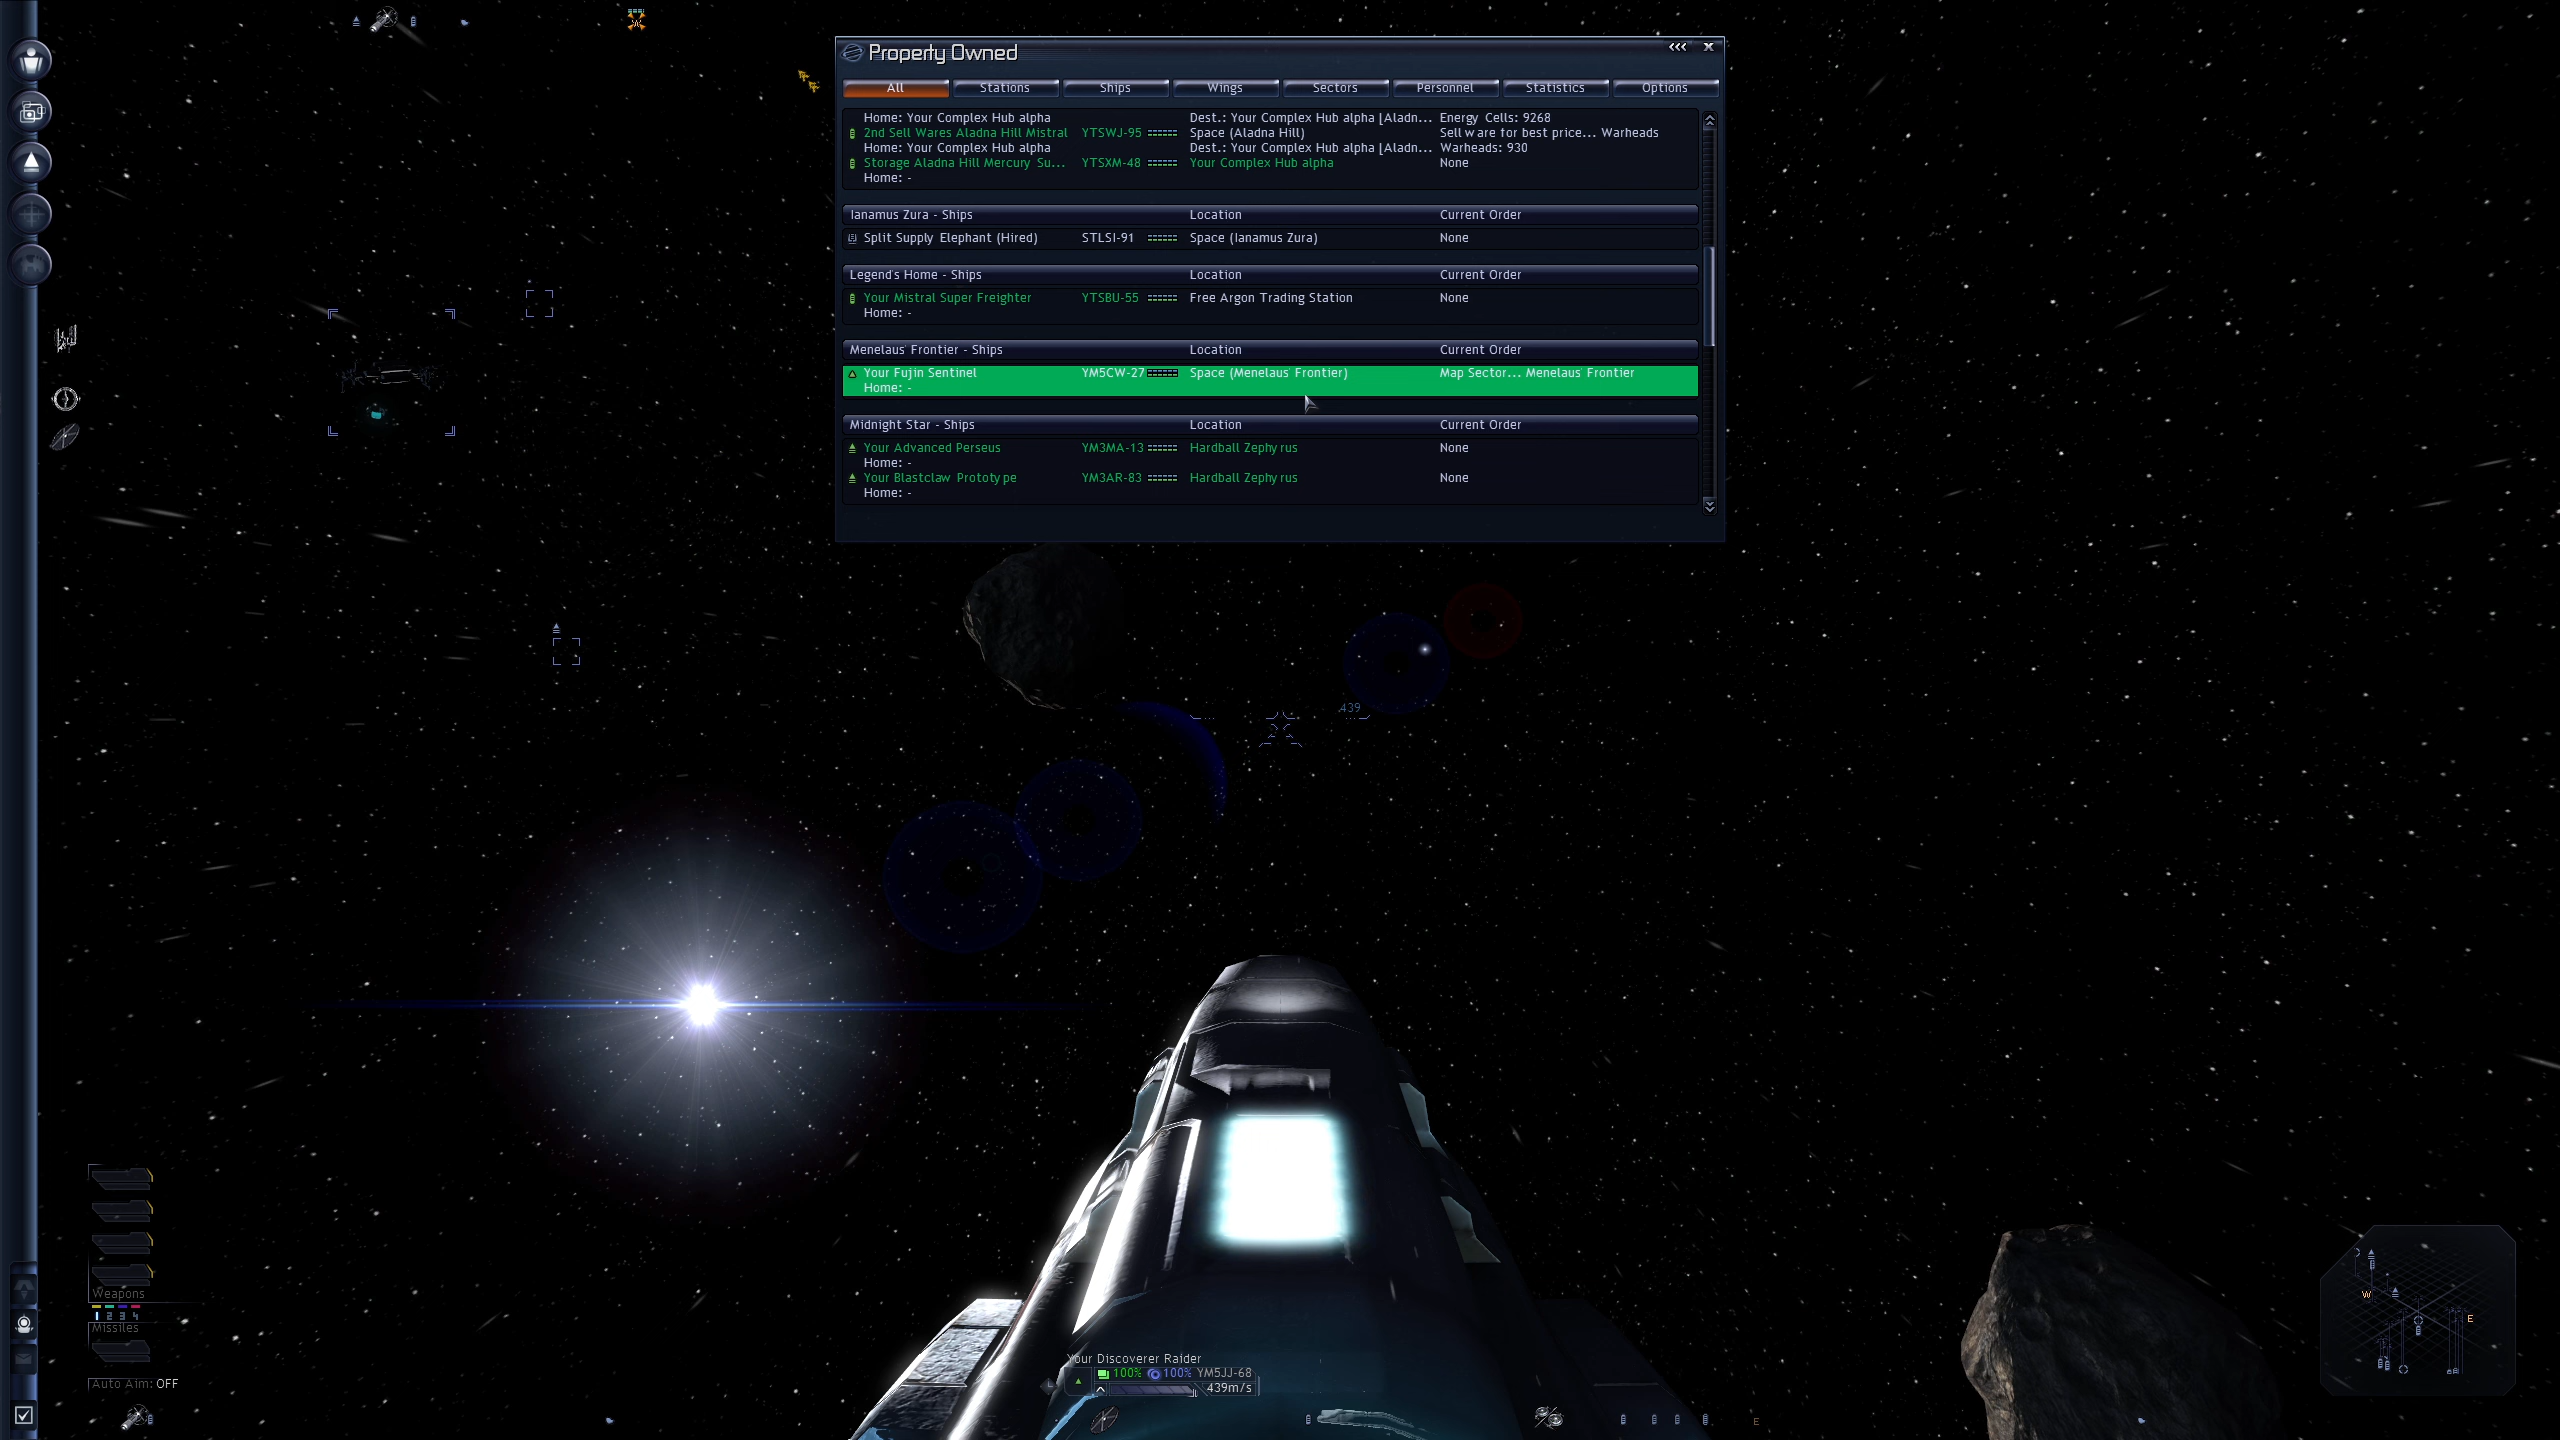 Property Owned
All Stations Ships Wings Sectors Personnel Statistics Options
Home: Your Complex Hub alpha Dest.: Your Complex Hub alpha [Aladn... Energy Cells: 9268
2nd Sell Wares Aladna Hill Mistral YTSWJ-95 Space (Aladna Hill) Sell ware for best price... Warheads
Home: Your Complex Hub alpha Dest.: Your Complex Hub alpha [Aladn... Warheads: 930
Storage Aladna Hill Mercury Su... YTSXM-48 Your Complex Hub alpha None
Home: -
Ianamus Zura - Ships Location Current Order
Split Supply Elephant (Hired) STLSI-91 Space (Ianamus Zura) None
Legend's Home - Ships Location Current Order
Your Mistral Super Freighter YTSBU-55 Free Argon Trading Station None
Home: -
Menelaus' Frontier - Ships Location Current Order
Your Fujin Sentinel YM5CW-27 Space (Menelaus' Frontier) Map Sector... Menelaus' Frontier
Home: -
Midnight Star - Ships Location Current Order
Your Advanced Perseus YM3MA-13 Hardball Zephyrus None
Home: -
Your Blastclaw Prototype YM3AR-83 Hardball Zephyrus None
Home: -
439
Weapons
1 2 3 4
Missiles
Auto Aim: OFF
Your Discoverer Raider
100% 100% YM5JJ-68
439m/s
W
E
E